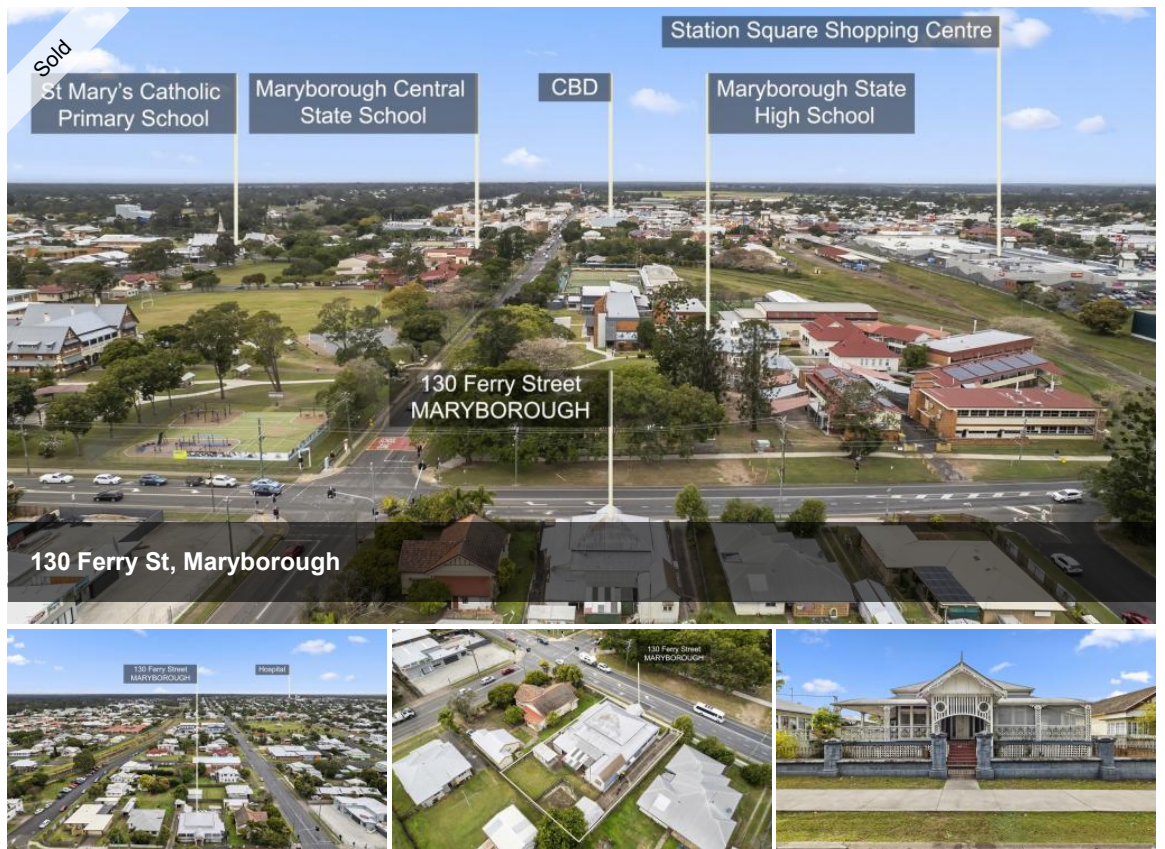 Sold
Station Square Shopping Centre
St Mary's Catholic
Primary School
Maryborough Central
State School
CBD
Maryborough State
High School
130 Ferry Street
MARYBOROUGH
130 Ferry St, Maryborough
130 Ferry Street
MARYBOROUGH
Hospital
130 Ferry Street
MARYBOROUGH